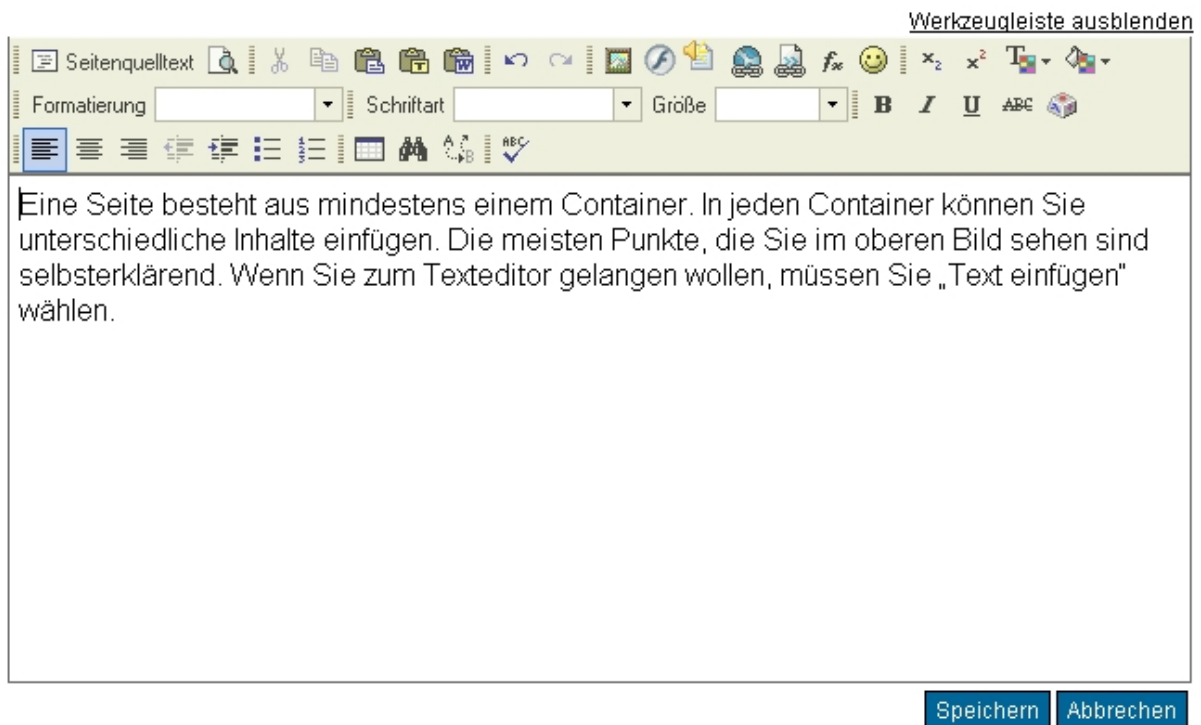 Werkzeugleiste ausblenden
Seitenquelltext
Formatierung Schriftart Größe B I U ABC
ABC
Eine Seite besteht aus mindestens einem Container. In jeden Container können Sie
unterschiedliche Inhalte einfügen. Die meisten Punkte, die Sie im oberen Bild sehen sind
selbsterklärend. Wenn Sie zum Texteditor gelangen wollen, müssen Sie „Text einfügen“
wählen.
Speichern Abbrechen